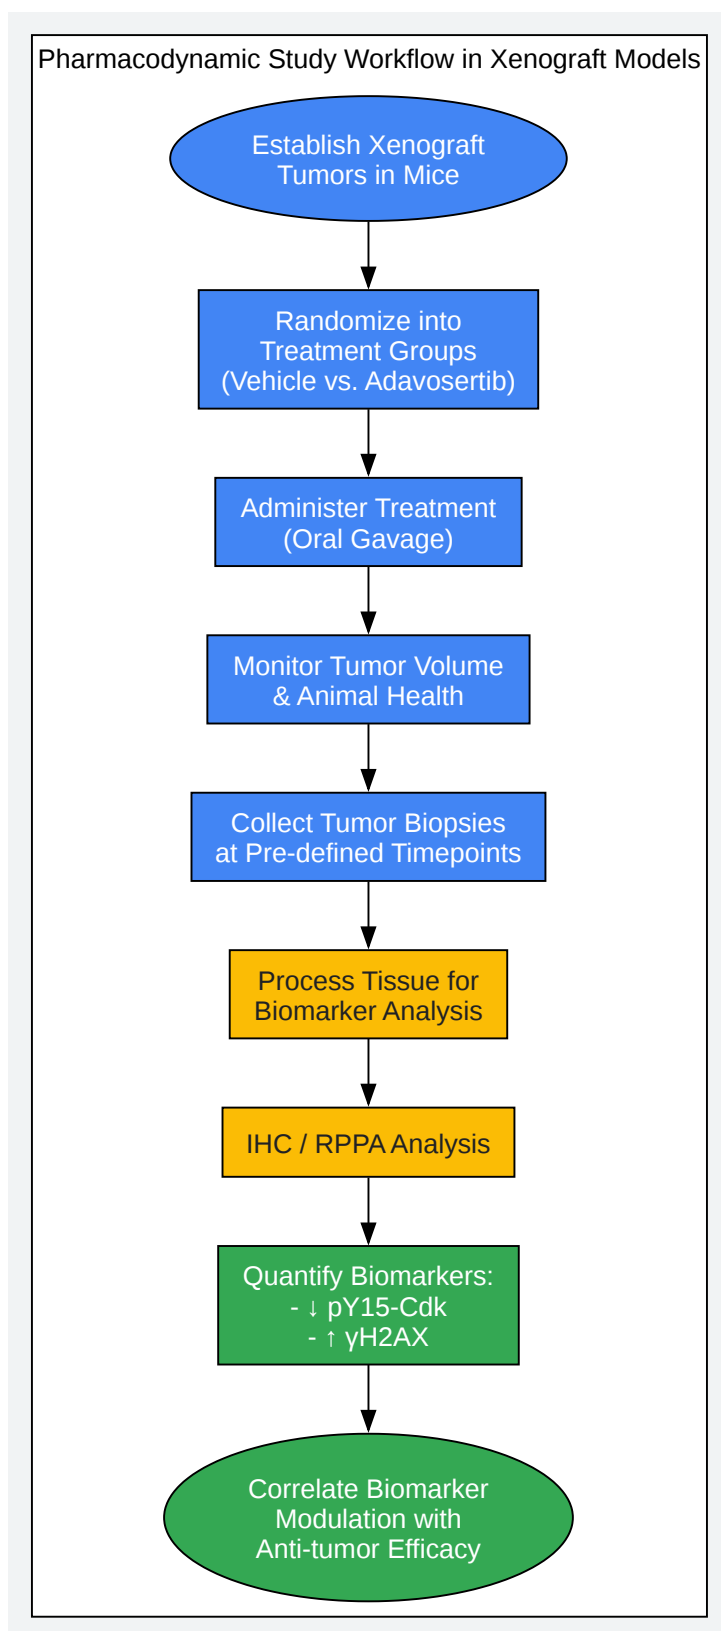 Pharmacodynamic Study Workflow in Xenograft Models
Establish Xenograft
Tumors in Mice
Randomize into
Treatment Groups
(Vehicle vs. Adavosertib)
Administer Treatment
(Oral Gavage)
Monitor Tumor Volume
& Animal Health
Collect Tumor Biopsies
at Pre-defined Timepoints
Process Tissue for
Biomarker Analysis
IHC / RPPA Analysis
Quantify Biomarkers:
- ↓ pY15-Cdk
- ↑ γH2AX
Correlate Biomarker
Modulation with
Anti-tumor Efficacy